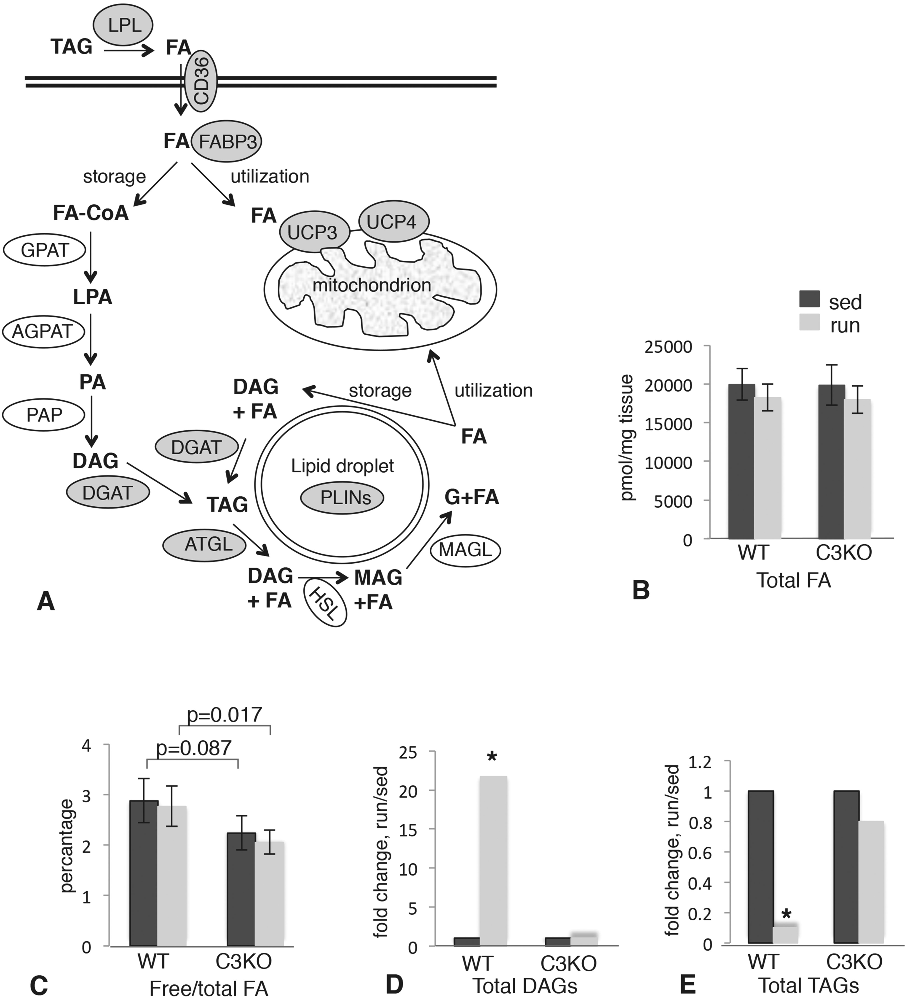 LPL
TAG
FA
CD36
FA
FABP3
storage
utilization
FA-CoA
FA
UCP3
UCP4
GPAT
LPA
mitochondrion
AGPAT
PA
PAP
DAG
+ FA
storage
utilization
DGAT
FA
DAG
DGAT
Lipid droplet
PLINs
TAG
G+FA
ATGL
MAGL
DAG
+ FA
HSL
MAG
+FA
A
sed
run
25000
20000
15000
10000
5000
0
pmol/mg tissue
WT
C3KO
Total FA
B
p=0.017
p=0.087
4
3
2
1
0
percantage
WT
C3KO
Free/total FA
C
25
20
15
10
5
0
fold change, run/sed
*
WT
C3KO
Total DAGs
D
1.2
1
0.8
0.6
0.4
0.2
0
fold change, run/sed
*
WT
C3KO
Total TAGs
E